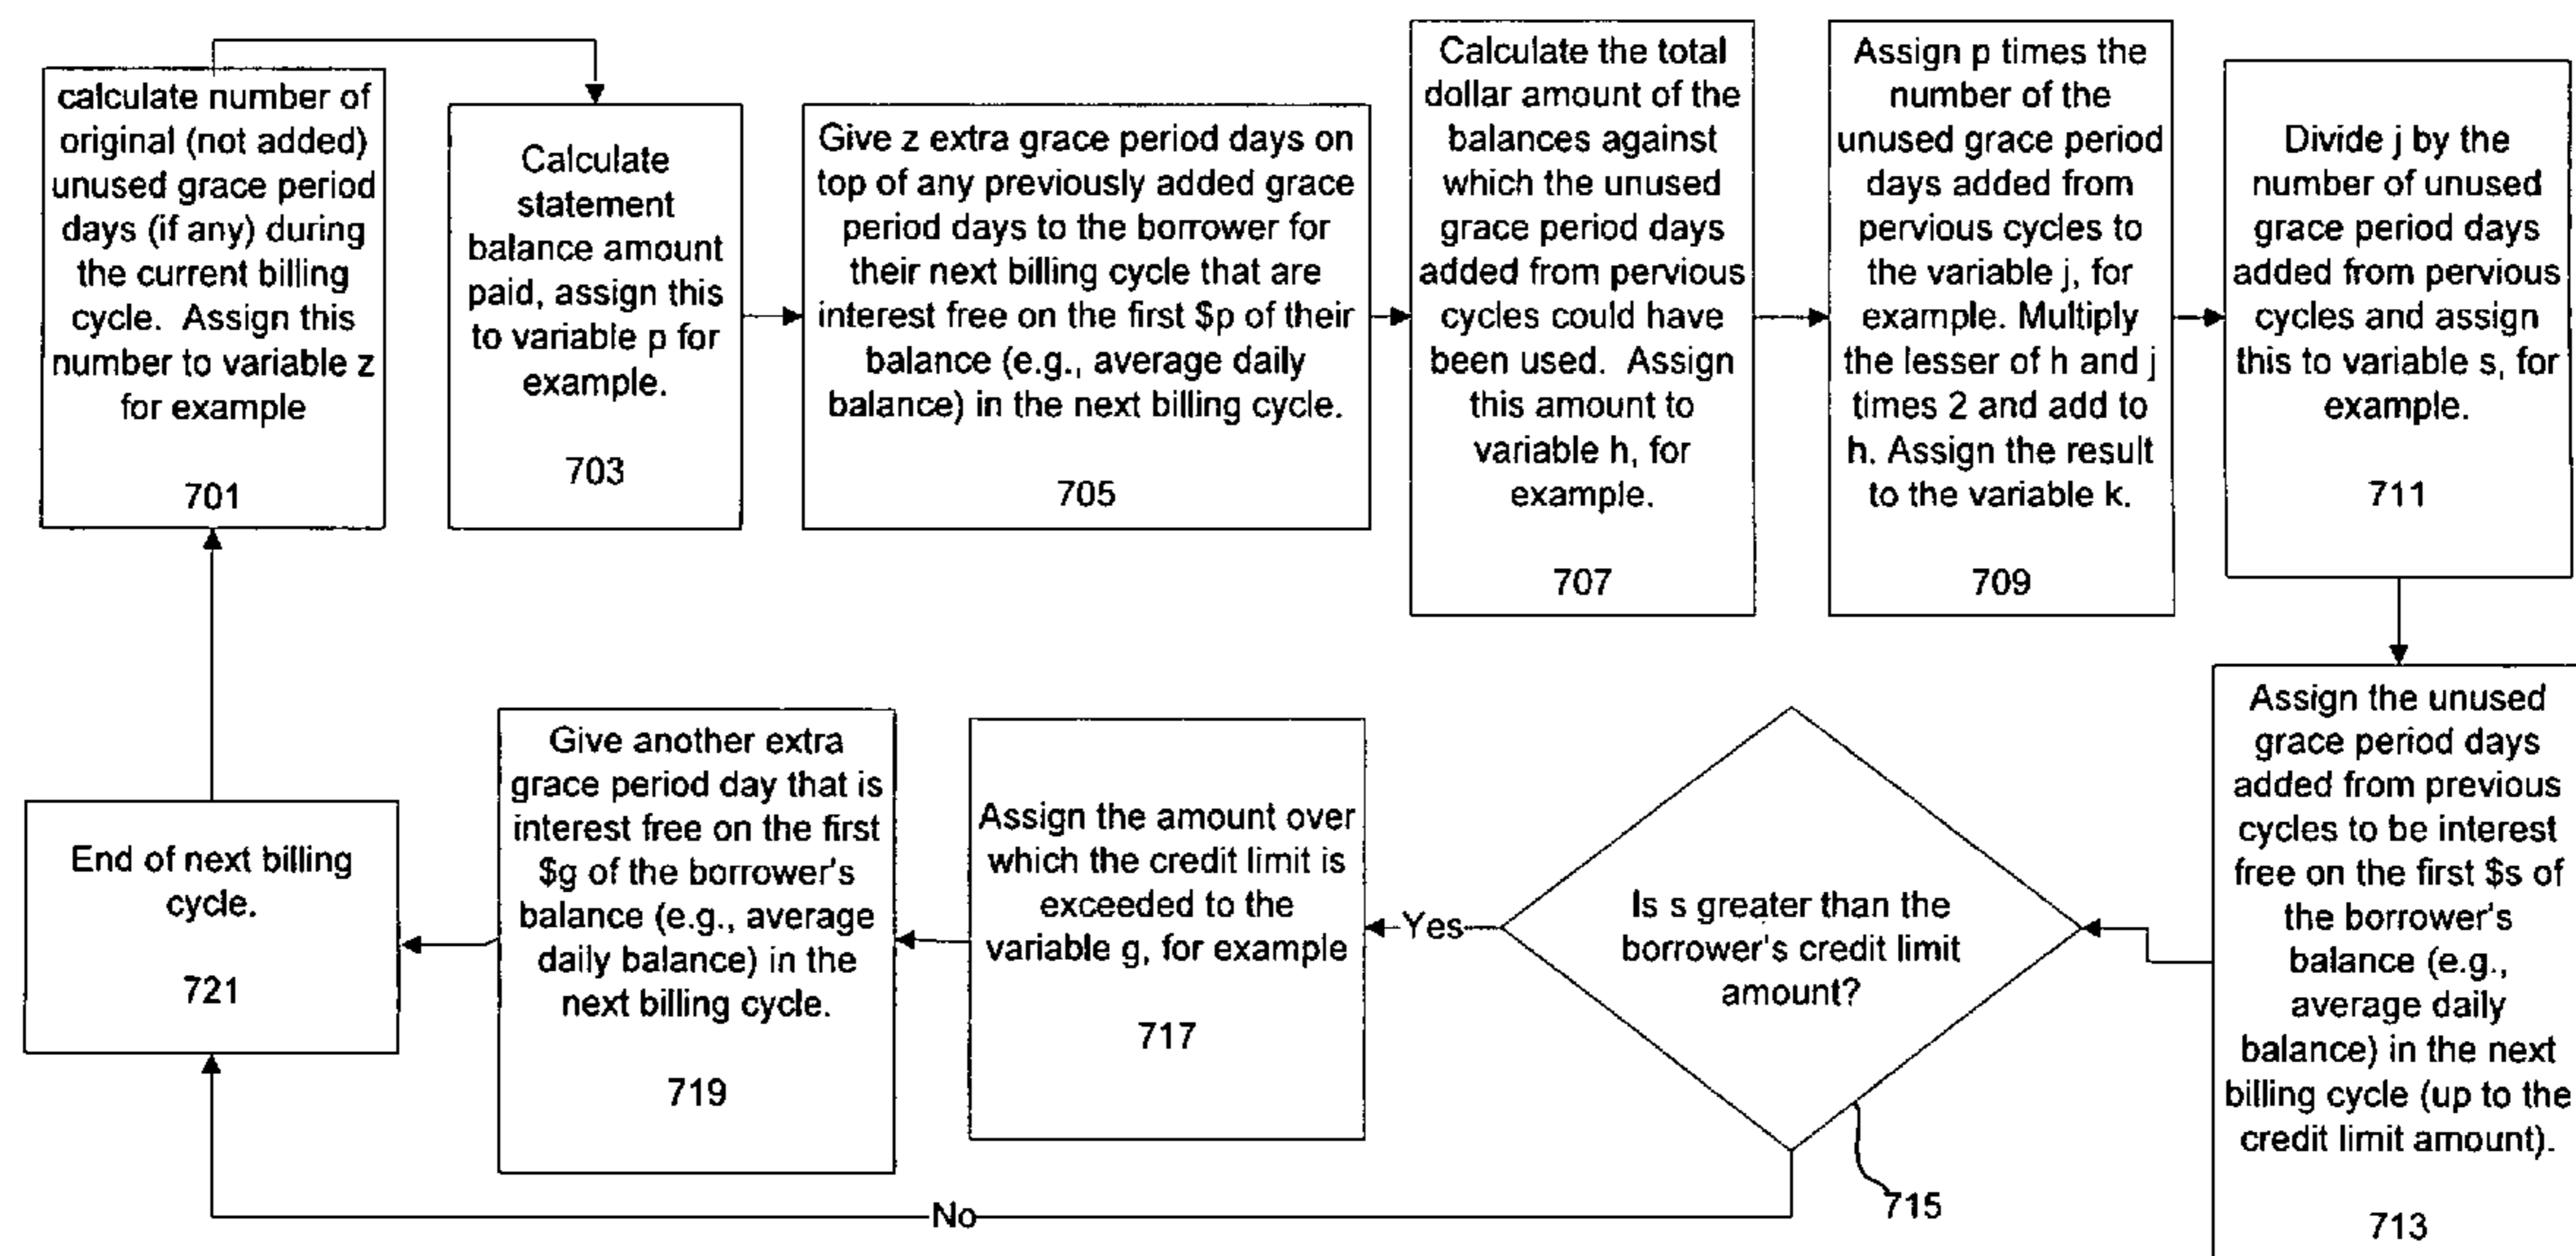 calculate number of
original (not added)
unused grace period
days (if any) during
the current billing
cycle. Assign this
number to variable z
for example
701
Calculate
statement
balance amount
paid, assign this
to variable p for
example.
703
Give z extra grace period days on
top of any previously added grace
period days to the borrower for
their next billing cycle that are
interest free on the first $p of their
balance (e.g., average daily
balance) in the next billing cycle.
705
Calculate the total
dollar amount of the
balances against
which the unused
grace period days
added from pervious
cycles could have
been used. Assign
this amount to
variable h, for
example.
707
Assign p times the
number of the
unused grace period
days added from
pervious cycles to
the variable j, for
example. Multiply
the lesser of h and j
times 2 and add to
h. Assign the result
to the variable k.
709
Divide j by the
number of unused
grace period days
added from pervious
cycles and assign
this to variable s, for
example.
711
Assign the unused
grace period days
added from previous
cycles to be interest
free on the first $s of
the borrower's
balance (e.g.,
average daily
balance) in the next
billing cycle (up to the
credit limit amount).
713
Is s greater than the
borrower's credit limit
amount?
715
Yes
No
Assign the amount over
which the credit limit is
exceeded to the
variable g, for example
717
Give another extra
grace period day that is
interest free on the first
$g of the borrower's
balance (e.g., average
daily balance) in the
next billing cycle.
719
End of next billing
cycle.
721